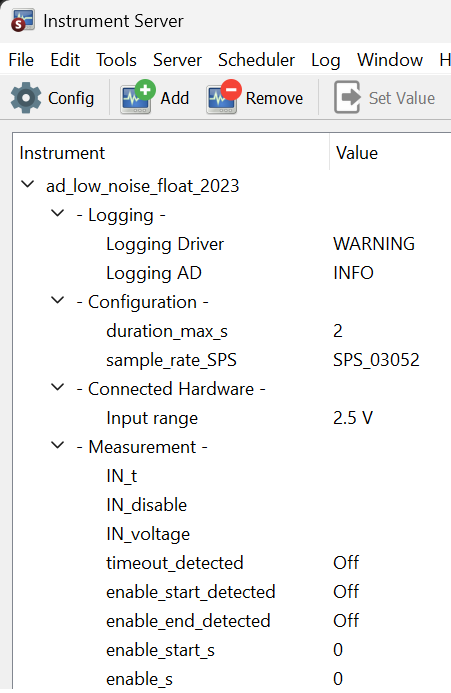 Instrument Server
File Edit Tools Server Scheduler Log Window H
Config Add Remove Set Value
Instrument Value
ad_low_noise_float_2023
- Logging -
Logging Driver WARNING
Logging AD INFO
- Configuration -
duration_max_s 2
sample_rate_SPS SPS_03052
- Connected Hardware -
Input range 2.5 V
- Measurement -
IN_t
IN_disable
IN_voltage
timeout_detected Off
enable_start_detected Off
enable_end_detected Off
enable_start_s 0
enable_s 0